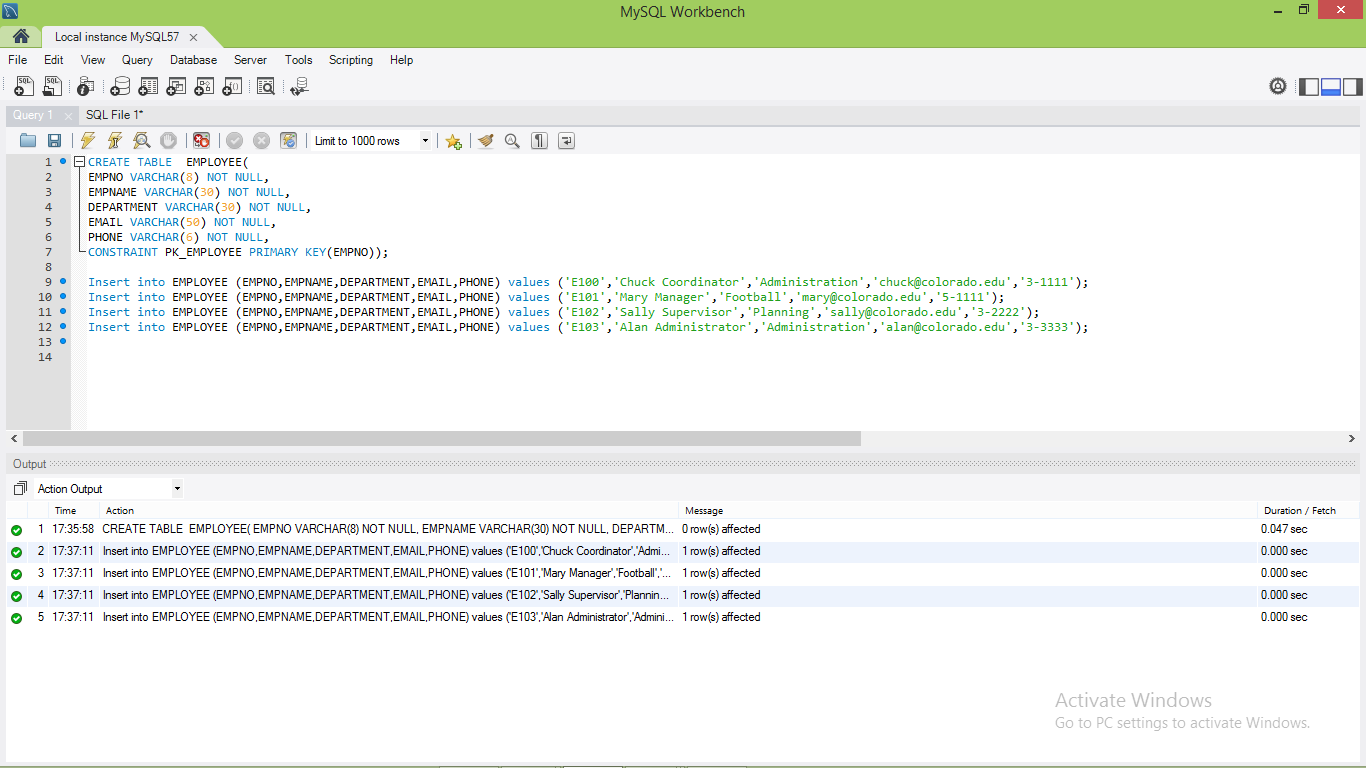 MySQL Workbench
Local instance MySQL57
File Edit View Query Database Server Tools Scripting Help
Query 1 SQL File 1*
Limit to 1000 rows
1 CREATE TABLE  EMPLOYEE(
2 EMPNO VARCHAR(8) NOT NULL,
3 EMPNAME VARCHAR(30) NOT NULL,
4 DEPARTMENT VARCHAR(30) NOT NULL,
5 EMAIL VARCHAR(50) NOT NULL,
6 PHONE VARCHAR(6) NOT NULL,
7 CONSTRAINT PK_EMPLOYEE PRIMARY KEY(EMPNO));
8
9 Insert into EMPLOYEE (EMPNO,EMPNAME,DEPARTMENT,EMAIL,PHONE) values ('E100','Chuck Coordinator','Administration','chuck@colorado.edu','3-1111');
10 Insert into EMPLOYEE (EMPNO,EMPNAME,DEPARTMENT,EMAIL,PHONE) values ('E101','Mary Manager','Football','mary@colorado.edu','5-1111');
11 Insert into EMPLOYEE (EMPNO,EMPNAME,DEPARTMENT,EMAIL,PHONE) values ('E102','Sally Supervisor','Planning','sally@colorado.edu','3-2222');
12 Insert into EMPLOYEE (EMPNO,EMPNAME,DEPARTMENT,EMAIL,PHONE) values ('E103','Alan Administrator','Administration','alan@colorado.edu','3-3333');
13
14
Output
Action Output
Time Action Message Duration / Fetch
1 17:35:58 CREATE TABLE  EMPLOYEE( EMPNO VARCHAR(8) NOT NULL, EMPNAME VARCHAR(30) NOT NULL, DEPARTM... 0 row(s) affected 0.047 sec
2 17:37:11 Insert into EMPLOYEE (EMPNO,EMPNAME,DEPARTMENT,EMAIL,PHONE) values ('E100','Chuck Coordinator','Admi... 1 row(s) affected 0.000 sec
3 17:37:11 Insert into EMPLOYEE (EMPNO,EMPNAME,DEPARTMENT,EMAIL,PHONE) values ('E101','Mary Manager','Football','... 1 row(s) affected 0.000 sec
4 17:37:11 Insert into EMPLOYEE (EMPNO,EMPNAME,DEPARTMENT,EMAIL,PHONE) values ('E102','Sally Supervisor','Plannin... 1 row(s) affected 0.000 sec
5 17:37:11 Insert into EMPLOYEE (EMPNO,EMPNAME,DEPARTMENT,EMAIL,PHONE) values ('E103','Alan Administrator','Admini... 1 row(s) affected 0.000 sec
Activate Windows
Go to PC settings to activate Windows.